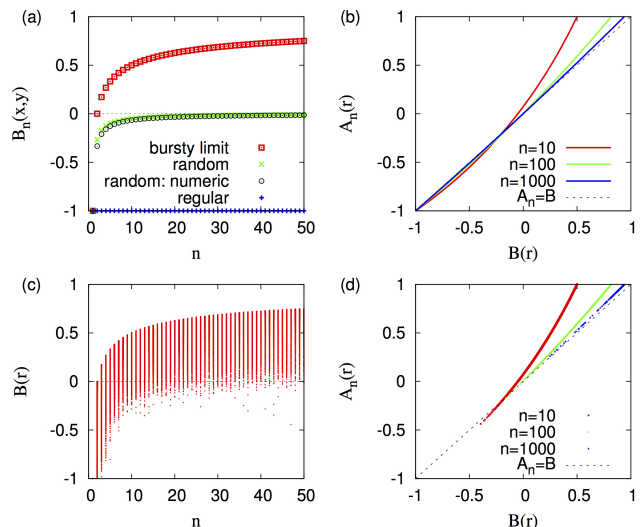 (a)
B_n(x,y)
1
0.5
0
-0.5
-1
bursty limit
random
random: numeric
regular
0 10 20 30 40 50
n
(b)
A_n(r)
1
0.5
0
-0.5
-1
n=10
n=100
n=1000
A_n=B
-1 -0.5 0 0.5 1
B(r)
(c)
B(r)
1
0.5
0
-0.5
-1
0 10 20 30 40 50
n
(d)
A_n(r)
1
0.5
0
-0.5
-1
n=10
n=100
n=1000
A_n=B
-1 -0.5 0 0.5 1
B(r)